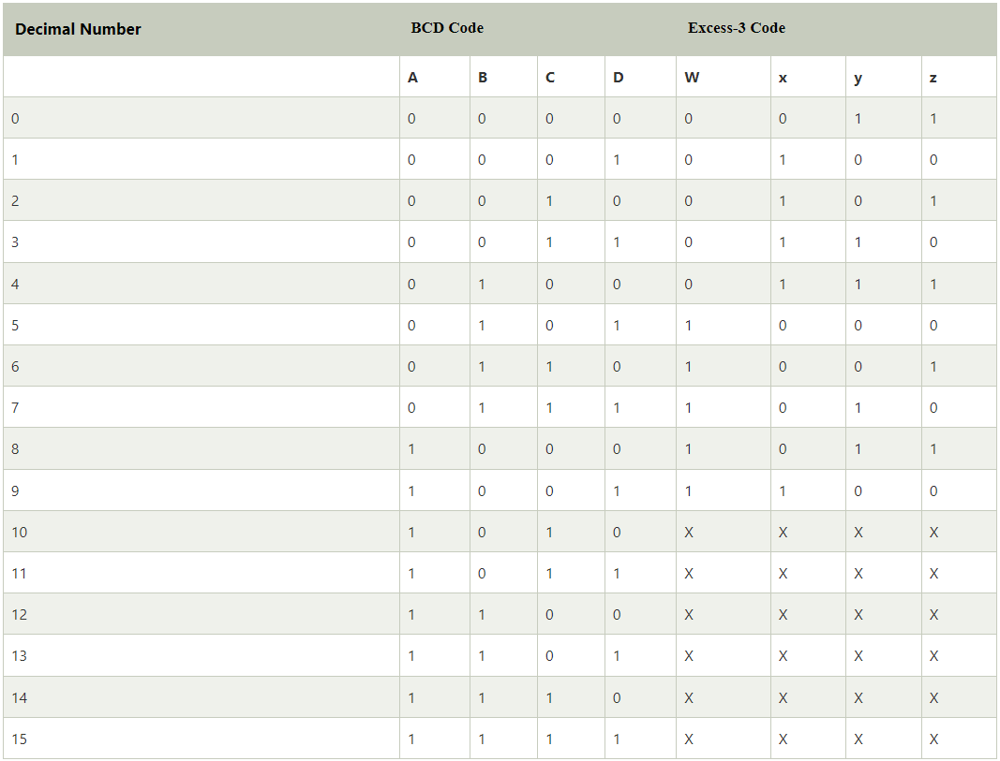 Decimal Number BCD Code Excess-3 Code
A B C D W x y z
0 0 0 0 0 0 0 1 1
1 0 0 0 1 0 1 0 0
2 0 0 1 0 0 1 0 1
3 0 0 1 1 0 1 1 0
4 0 1 0 0 0 1 1 1
5 0 1 0 1 1 0 0 0
6 0 1 1 0 1 0 0 1
7 0 1 1 1 1 0 1 0
8 1 0 0 0 1 0 1 1
9 1 0 0 1 1 1 0 0
10 1 0 1 0 X X X X
11 1 0 1 1 X X X X
12 1 1 0 0 X X X X
13 1 1 0 1 X X X X
14 1 1 1 0 X X X X
15 1 1 1 1 X X X X